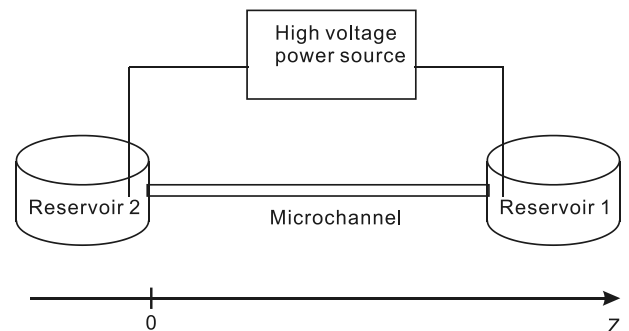 High voltage
power source
Reservoir 2
Reservoir 1
Microchannel
0
Z